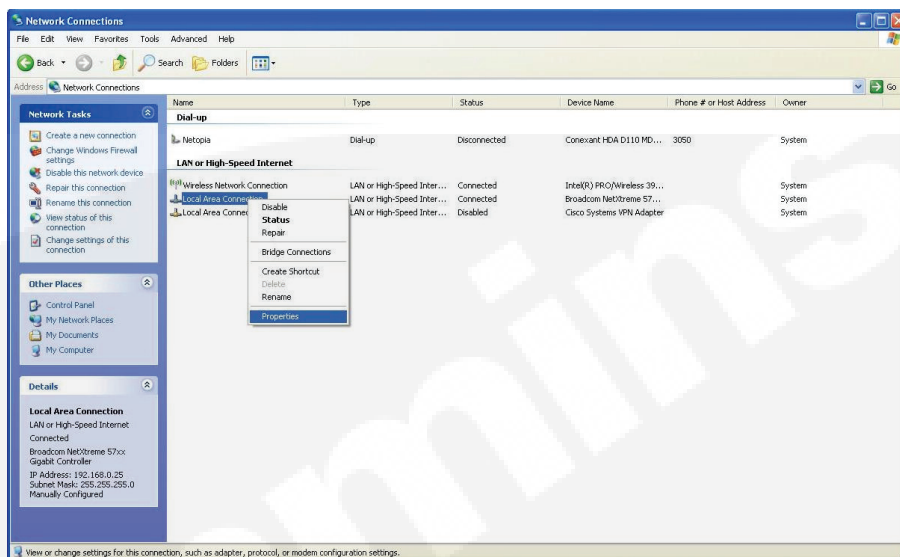 Network Connections
File Edit View Favorites Tools Advanced Help
Back Search Folders
Address Network Connections Go
Name Type Status Device Name Phone # or Host Address Owner
Dial-up
Netopia Dial-up Disconnected Conexant HDA D110 MD... 3050 System
LAN or High-Speed Internet
Wireless Network Connection LAN or High-Speed Inter... Connected Intel(R) PRO/Wireless 39... System
Local Area Connection LAN or High-Speed Inter... Connected Broadcom NetXtreme 57... System
Local Area Connec LAN or High-Speed Inter... Disabled Cisco Systems VPN Adapter System
Disable
Status
Repair
Bridge Connections
Create Shortcut
Delete
Rename
Properties
Network Tasks
Create a new connection
Change Windows Firewall
settings
Disable this network device
Repair this connection
Rename this connection
View status of this
connection
Change settings of this
connection
Other Places
Control Panel
My Network Places
My Documents
My Computer
Details
Local Area Connection
LAN or High-Speed Internet
Connected
Broadcom NetXtreme 57xx
Gigabit Controller
IP Address: 192.168.0.25
Subnet Mask: 255.255.255.0
Manually Configured
View or change settings for this connection, such as adapter, protocol, or modem configuration settings.